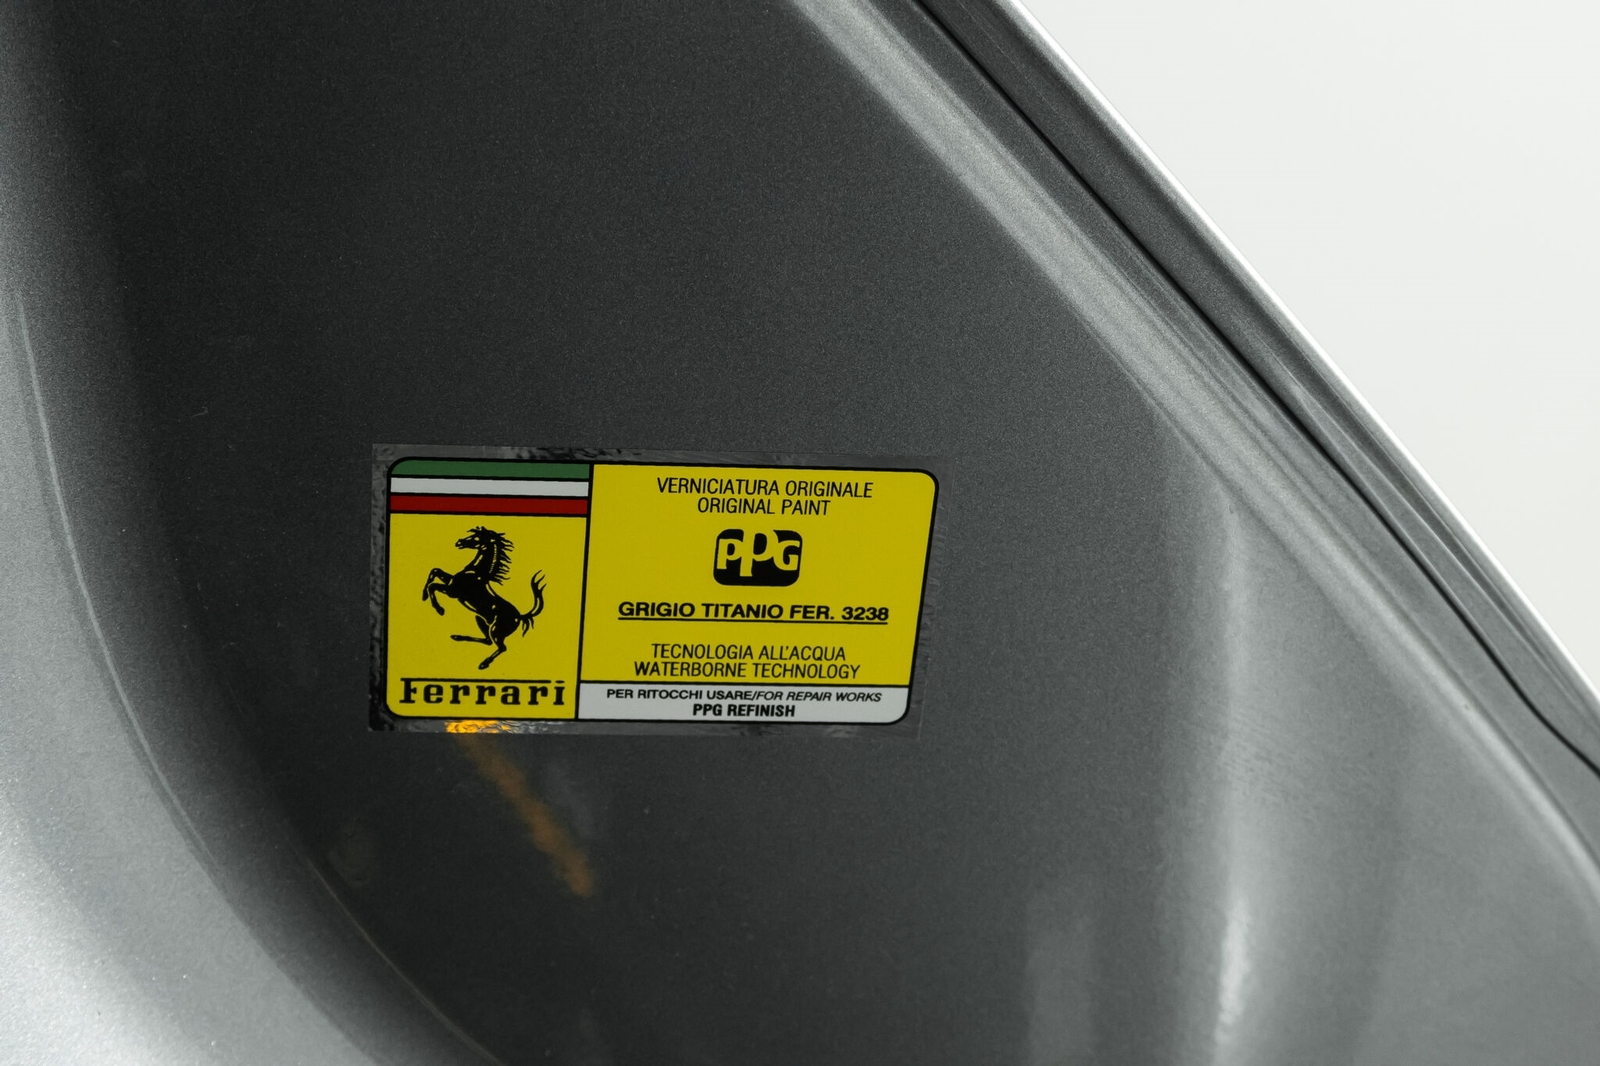 Ferrari
VERNICIATURA ORIGINALE
ORIGINAL PAINT
PPG
GRIGIO TITANIO FER. 3238
TECNOLOGIA ALL'ACQUA
WATERBORNE TECHNOLOGY
PER RITOCCHI USARE/FOR REPAIR WORKS
PPG REFINISH